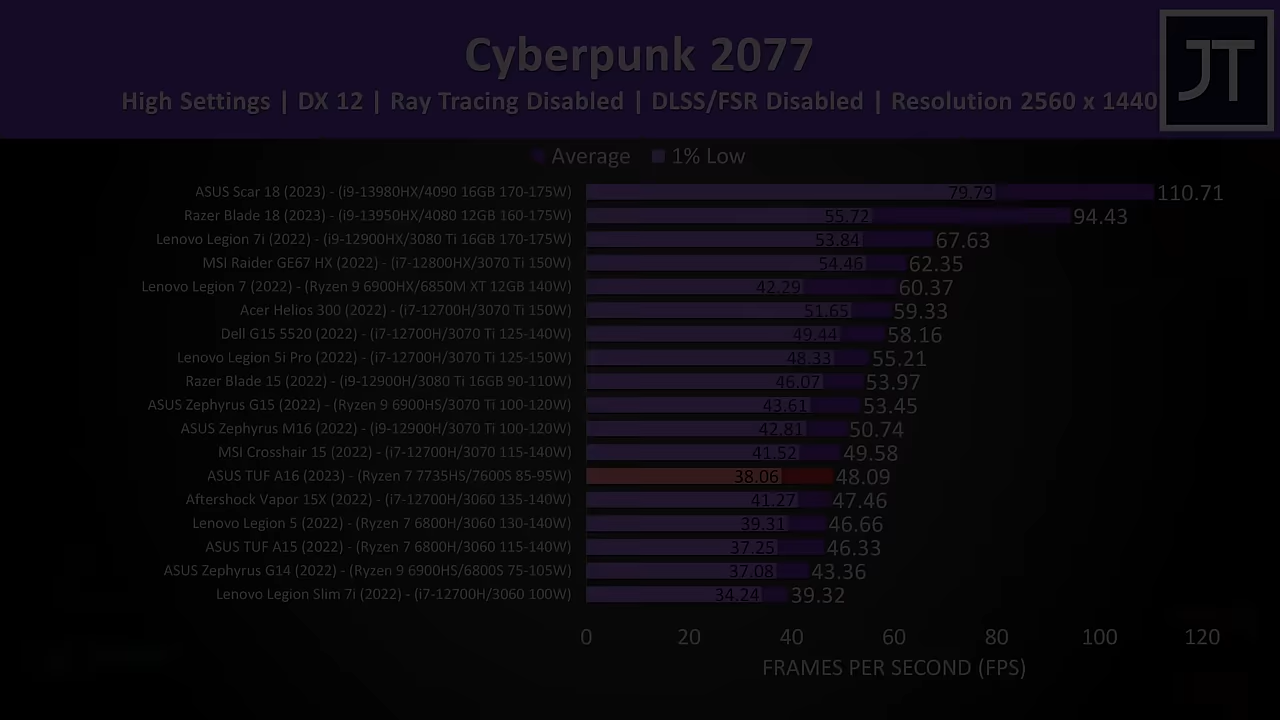 Cyberpunk 2077
JT
High Settings | DX 12 | Ray Tracing Disabled | DLSS/FSR Disabled | Resolution 2560 x 1440
Average 1% Low
ASUS Scar 18 (2023) - (i9-13980HX/4090 16GB 170-175W) 79.79 110.71
Razer Blade 18 (2023) - (i9-13950HX/4080 12GB 160-175W) 55.72 94.43
Lenovo Legion 7i (2022) - (i9-12900HX/3080 Ti 16GB 170-175W) 53.84 67.63
MSI Raider GE67 HX (2022) - (i7-12800HX/3070 Ti 150W) 54.46 62.35
Lenovo Legion 7 (2022) - (Ryzen 9 6900HX/6850M XT 12GB 140W) 42.29 60.37
Acer Helios 300 (2022) - (i7-12700H/3070 Ti 150W) 51.65 59.33
Dell G15 5520 (2022) - (i7-12700H/3070 Ti 125-140W) 49.44 58.16
Lenovo Legion 5i Pro (2022) - (i7-12700H/3070 Ti 125-150W) 48.33 55.21
Razer Blade 15 (2022) - (i9-12900H/3080 Ti 16GB 90-110W) 46.07 53.97
ASUS Zephyrus G15 (2022) - (Ryzen 9 6900HS/3070 Ti 100-120W) 43.61 53.45
ASUS Zephyrus M16 (2022) - (i9-12900H/3070 Ti 100-120W) 42.81 50.74
MSI Crosshair 15 (2022) - (i7-12700H/3070 115-140W) 41.52 49.58
ASUS TUF A16 (2023) - (Ryzen 7 7735HS/7600S 85-95W) 38.06 48.09
Aftershock Vapor 15X (2022) - (i7-12700H/3060 135-140W) 41.27 47.46
Lenovo Legion 5 (2022) - (Ryzen 7 6800H/3060 130-140W) 39.31 46.66
ASUS TUF A15 (2022) - (Ryzen 7 6800H/3060 115-140W) 37.25 46.33
ASUS Zephyrus G14 (2022) - (Ryzen 9 6900HS/6800S 75-105W) 37.08 43.36
Lenovo Legion Slim 7i (2022) - (i7-12700H/3060 100W) 34.24 39.32
0 20 40 60 80 100 120
FRAMES PER SECOND (FPS)